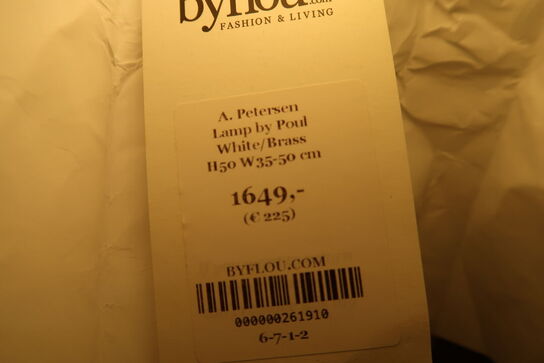 byflou.com
FASHION & LIVING
A. Petersen
Lamp by Poul
White/Brass
H50 W35-50 cm
1649,-
(€ 225)
BYFLOU.COM
000000261910
6-7-1-2